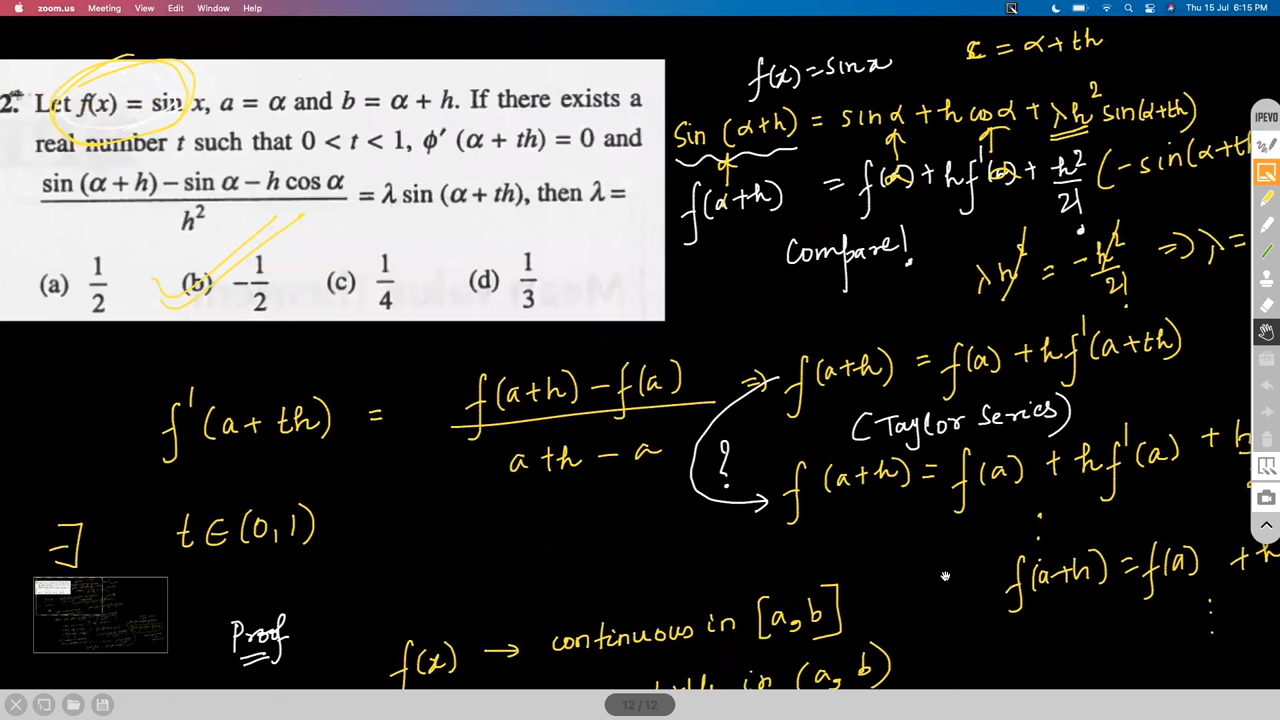 zoom.us Meeting View Edit Window Help Thu 15 Jul 6:15 PM
2. Let f(x) = sin x, a = α and b = α + h. If there exists a
real number t such that 0 < t < 1, φ′ (α + th) = 0 and
sin (α + h) − sin α − h cos α / h² = λ sin (α + th), then λ =
(a) 1/2 (b) −1/2 (c) 1/4 (d) 1/3
f(x) = sin x
= α + th
Sin (α+h) = sin α + h cos α + λh² sin(α+th)
f(α+h) = f(α) + hf'(α) + h²/2! (−sin(α+th
Compare!
λh² = −h²/2! ⇒ λ =
f'(a+th) = f(a+h) − f(a) / a+h − a ⇒ f(a+h) = f(a) + hf'(a+th)
(Taylor Series)
? f(a+h) = f(a) + hf'(a) +
∃ t ∈ (0,1)
f(a+h) = f(a) +
Proof
f(x) → continuous in [a, b]
in (a, b)
12 / 12
IPEVO